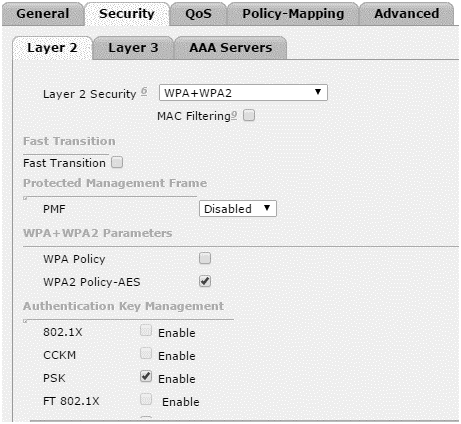 General Security QoS Policy-Mapping Advanced
Layer 2 Layer 3 AAA Servers
Layer 2 Security 6 WPA+WPA2
MAC Filtering 9
Fast Transition
Fast Transition
Protected Management Frame
PMF Disabled
WPA+WPA2 Parameters
WPA Policy
WPA2 Policy-AES
Authentication Key Management
802.1X Enable
CCKM Enable
PSK Enable
FT 802.1X Enable